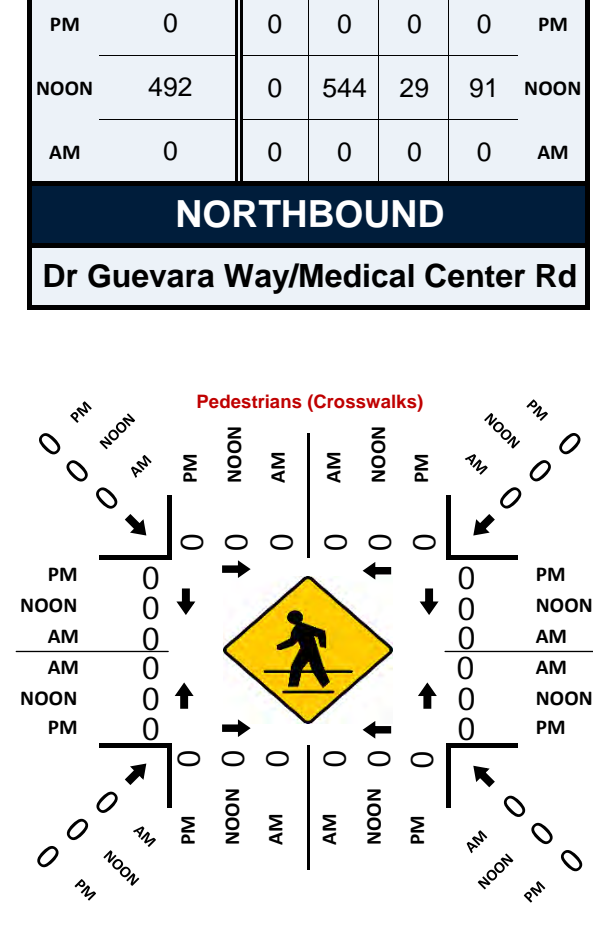 PM 0 0 0 0 0 PM
NOON 492 0 544 29 91 NOON
AM 0 0 0 0 0 AM
NORTHBOUND
Dr Guevara Way/Medical Center Rd
Pedestrians (Crosswalks)
PM NOON AM
0 0 0
PM NOON AM AM NOON PM
PM NOON AM
0 0 0
0 0 0 0 0 0
PM 0 0 PM
NOON 0 0 NOON
AM 0 0 AM
AM 0 0 AM
NOON 0 0 NOON
PM 0 0 PM
0 0 0 0 0 0
0 0 0
AM NOON PM
PM NOON AM AM NOON PM
0 0 0
AM NOON PM